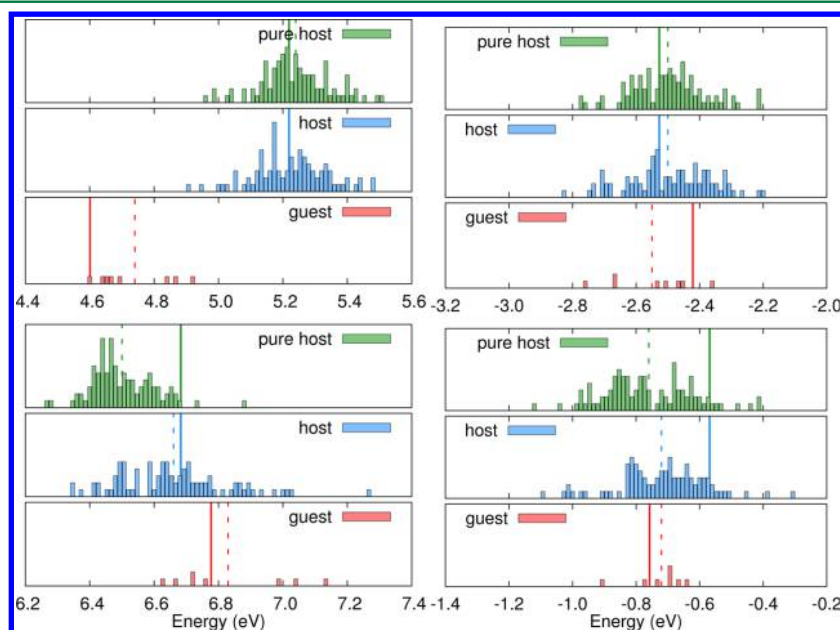 pure host
host
guest
4.4 4.6 4.8 5.0 5.2 5.4 5.6
pure host
host
guest
-3.2 -3.0 -2.8 -2.6 -2.4 -2.2 -2.0
pure host
host
guest
6.2 6.4 6.6 6.8 7.0 7.2 7.4
Energy (eV)
pure host
host
guest
-1.4 -1.2 -1.0 -0.8 -0.6 -0.4 -0.2
Energy (eV)